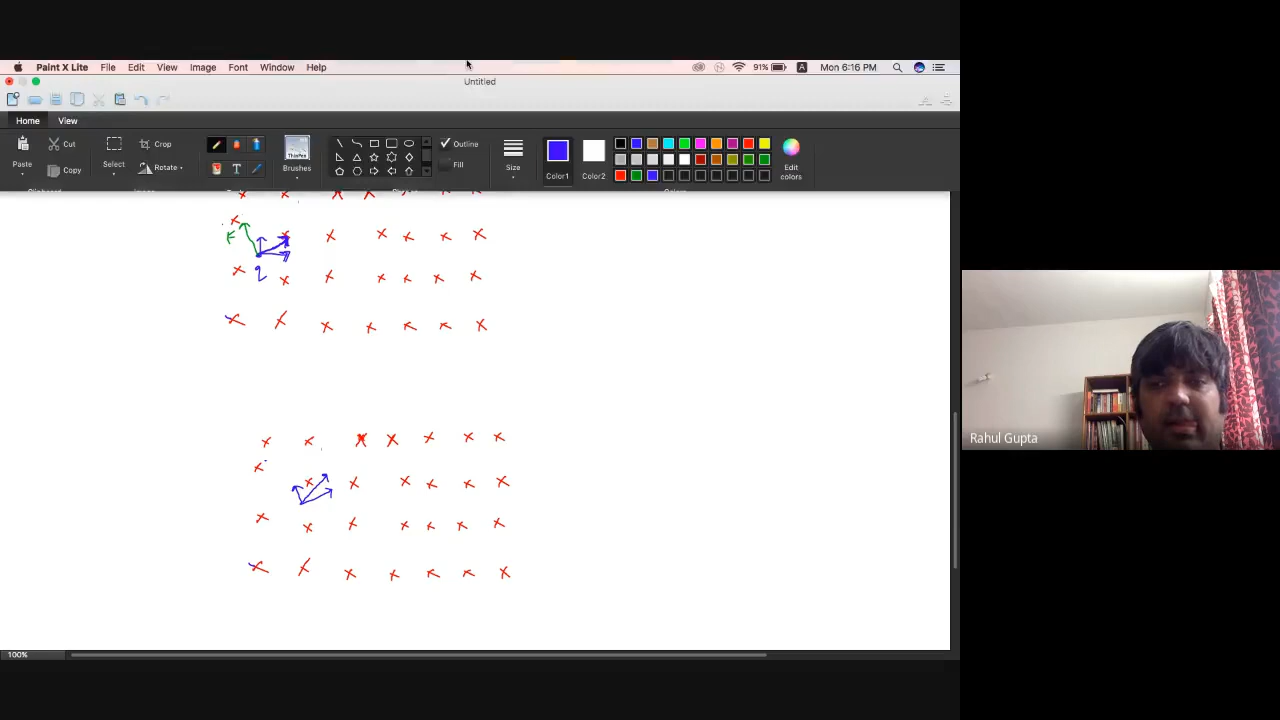 Paint X Lite File Edit View Image Font Window Help 91% A Mon 6:16 PM
Untitled
Home View
Cut Crop Outline
Paste Copy Select Rotate T ThinPen Brushes Fill Size Color1 Color2 Edit colors
F
q
Rahul Gupta
100%